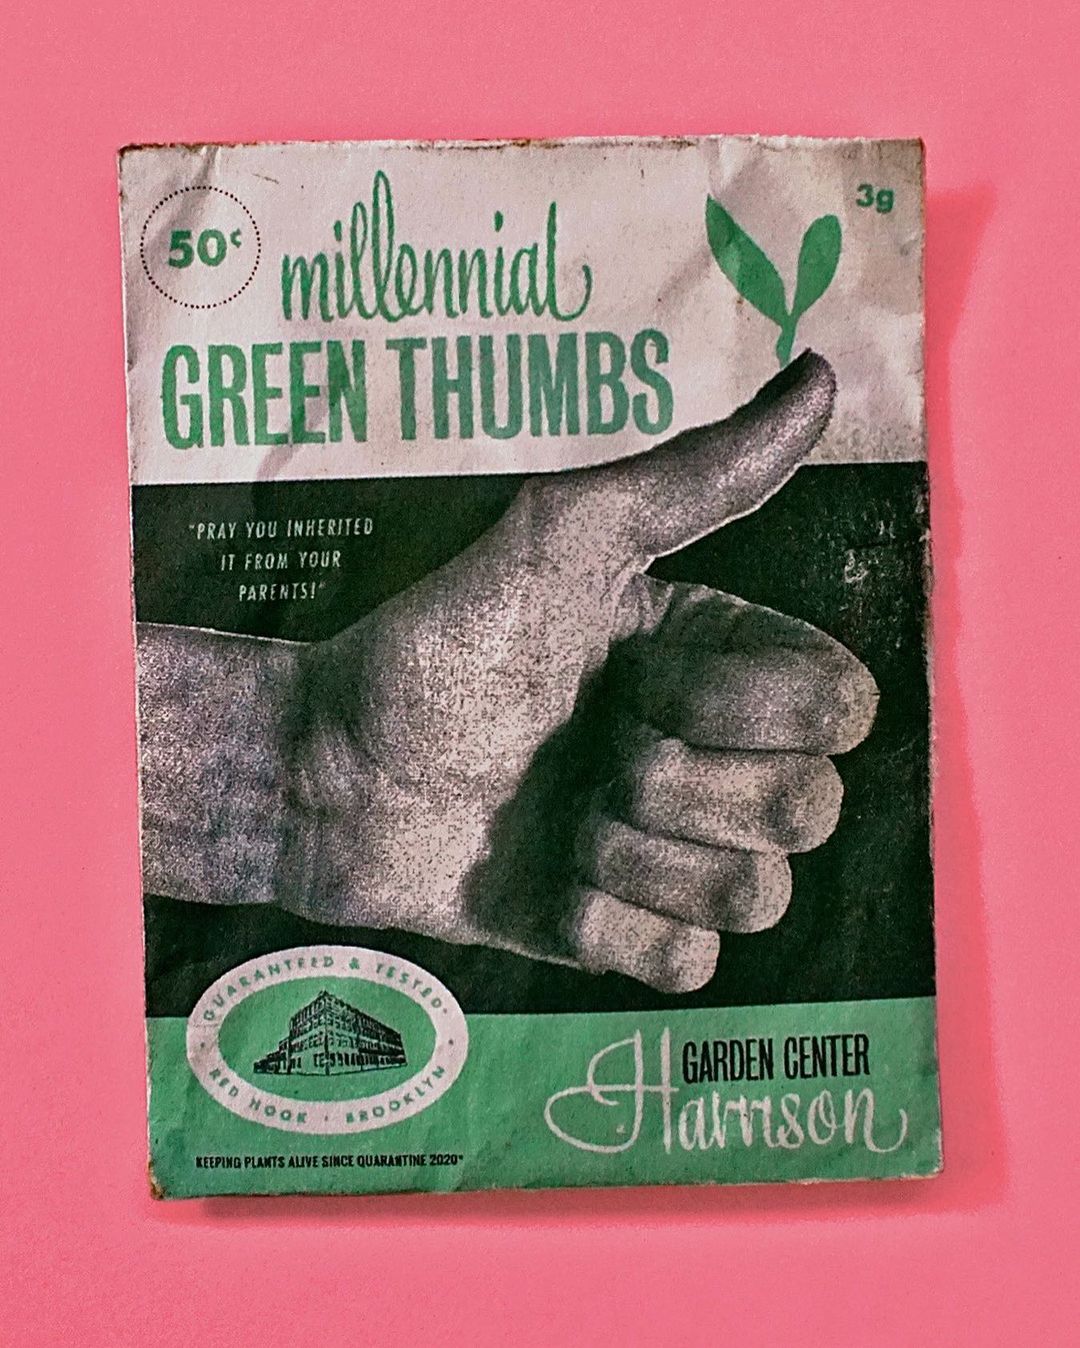 50¢
millennial
3g
GREEN THUMBS
"PRAY YOU INHERITED
IT FROM YOUR
PARENTS!"
GUARANTEED & TESTED
RED HOOK • BROOKLYN
GARDEN CENTER
Harrison
KEEPING PLANTS ALIVE SINCE QUARANTINE 2020"